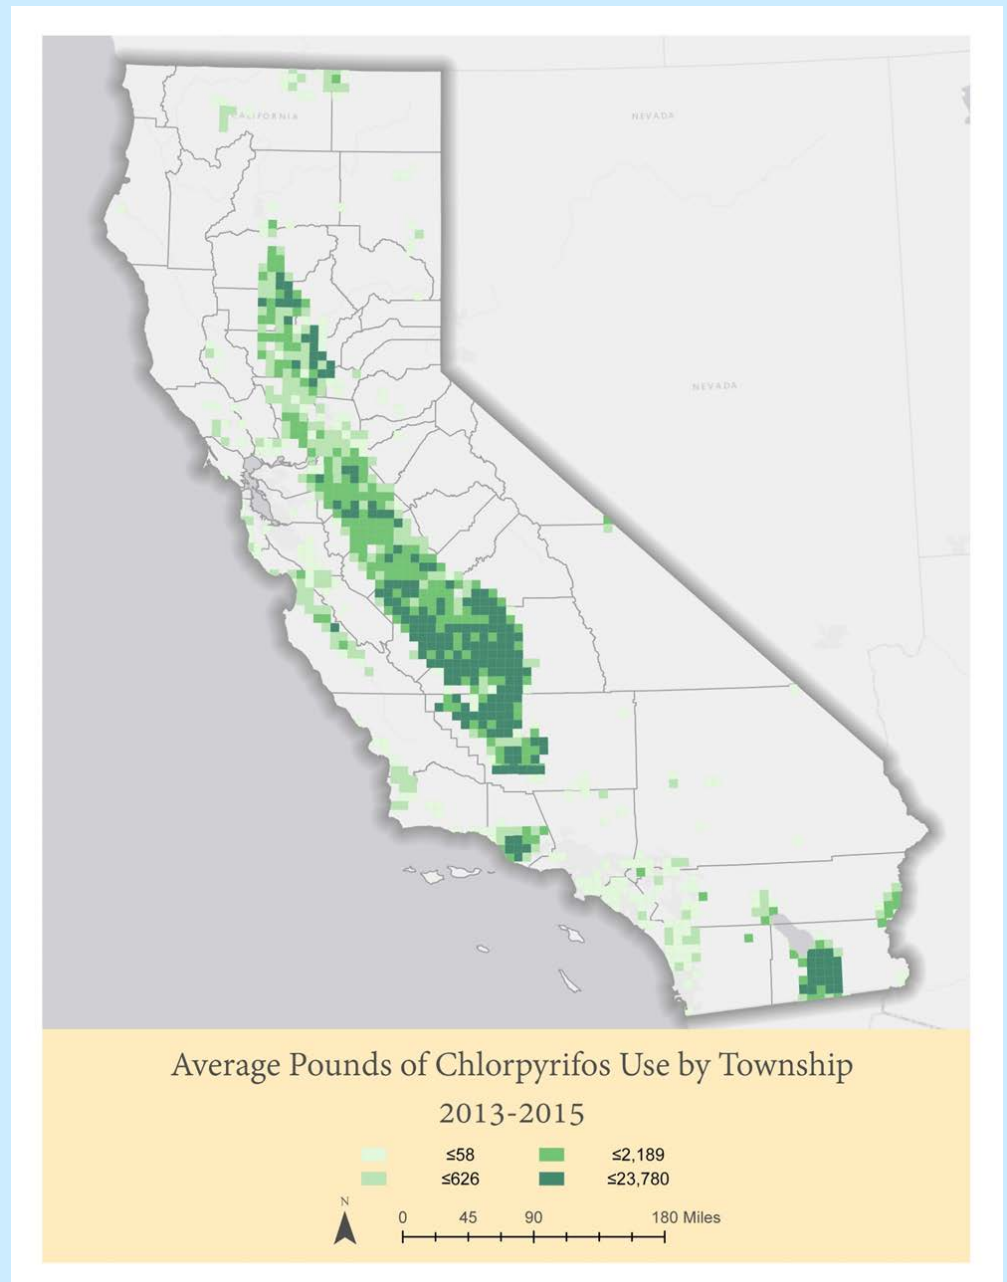 CALIFORNIA
NEVADA
NEVADA
Average Pounds of Chlorpyrifos Use by Township
2013-2015
≤58 ≤2,189
≤626 ≤23,780
N
0 45 90 180 Miles